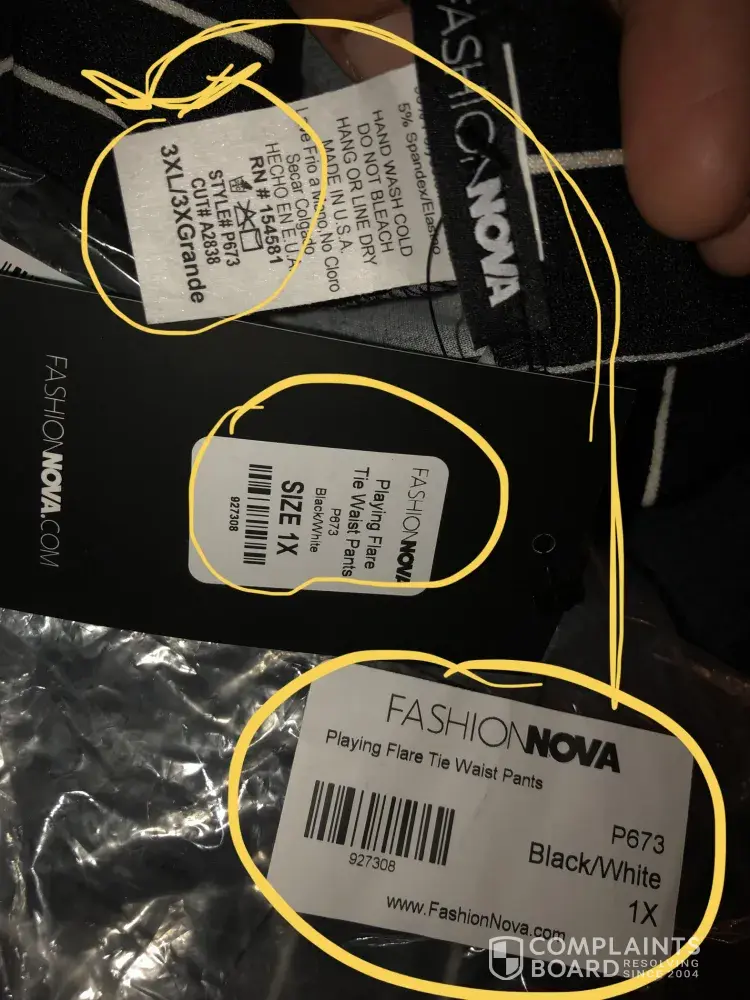 FASHIONNOVA
5% Spandex/Elastano
HAND WASH COLD
DO NOT BLEACH
HANG OR LINE DRY
MADE IN U.S.A.
Lave Frio a Mano No Cloro
Secar Colgado
HECHO EN E.U.A.
RN # 154581
STYLE# P673
CUT# A2838
3XL/3XGrande
FASHIONNOVA.COM
FASHIONNOVA
Playing Flare
Tie Waist Pants
P673
Black/White
SIZE 1X
927308
FASHIONNOVA
Playing Flare Tie Waist Pants
927308
P673
Black/White
1X
www.FashionNova.com
COMPLAINTS
BOARD RESOLVING
SINCE 2004